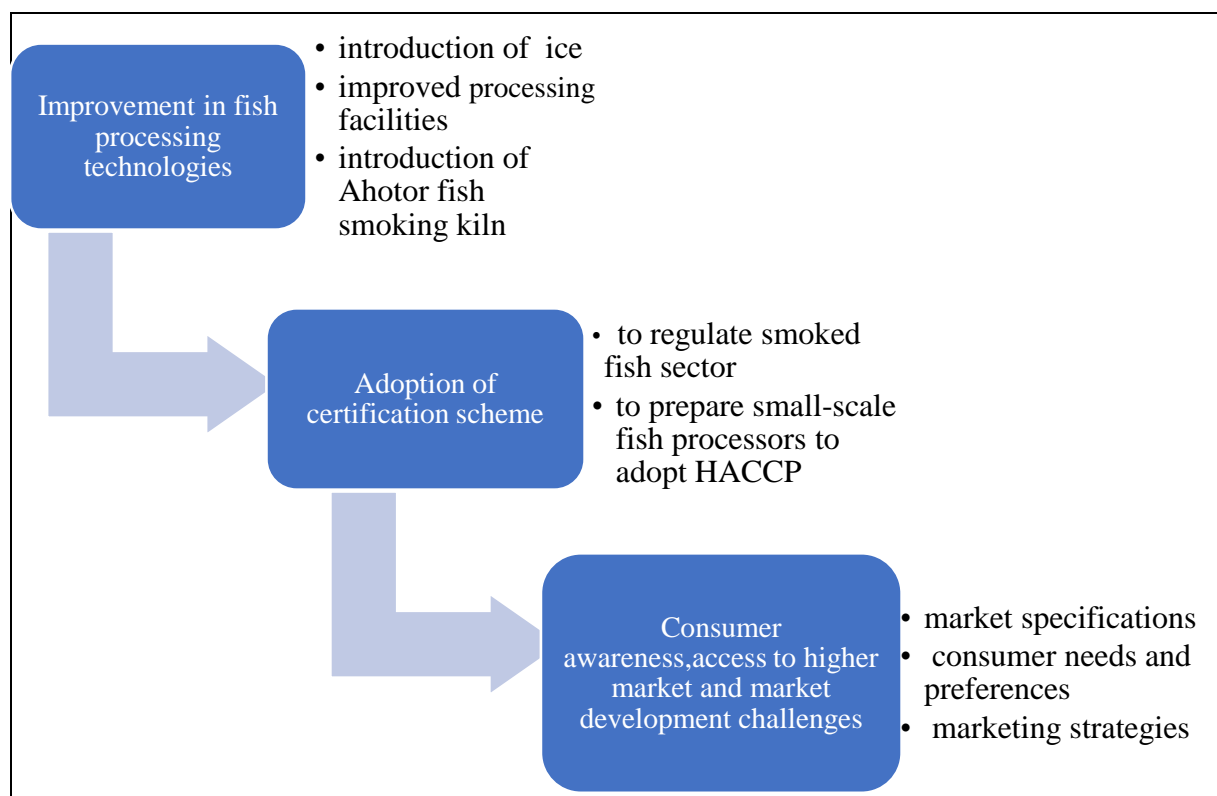 Improvement in fish
processing
technologies
• introduction of ice
• improved processing
facilities
• introduction of
Ahotor fish
smoking kiln
Adoption of
certification scheme
• to regulate smoked
fish sector
• to prepare small-scale
fish processors to
adopt HACCP
Consumer
awareness,access to higher
market and market
development challenges
• market specifications
• consumer needs and
preferences
• marketing strategies